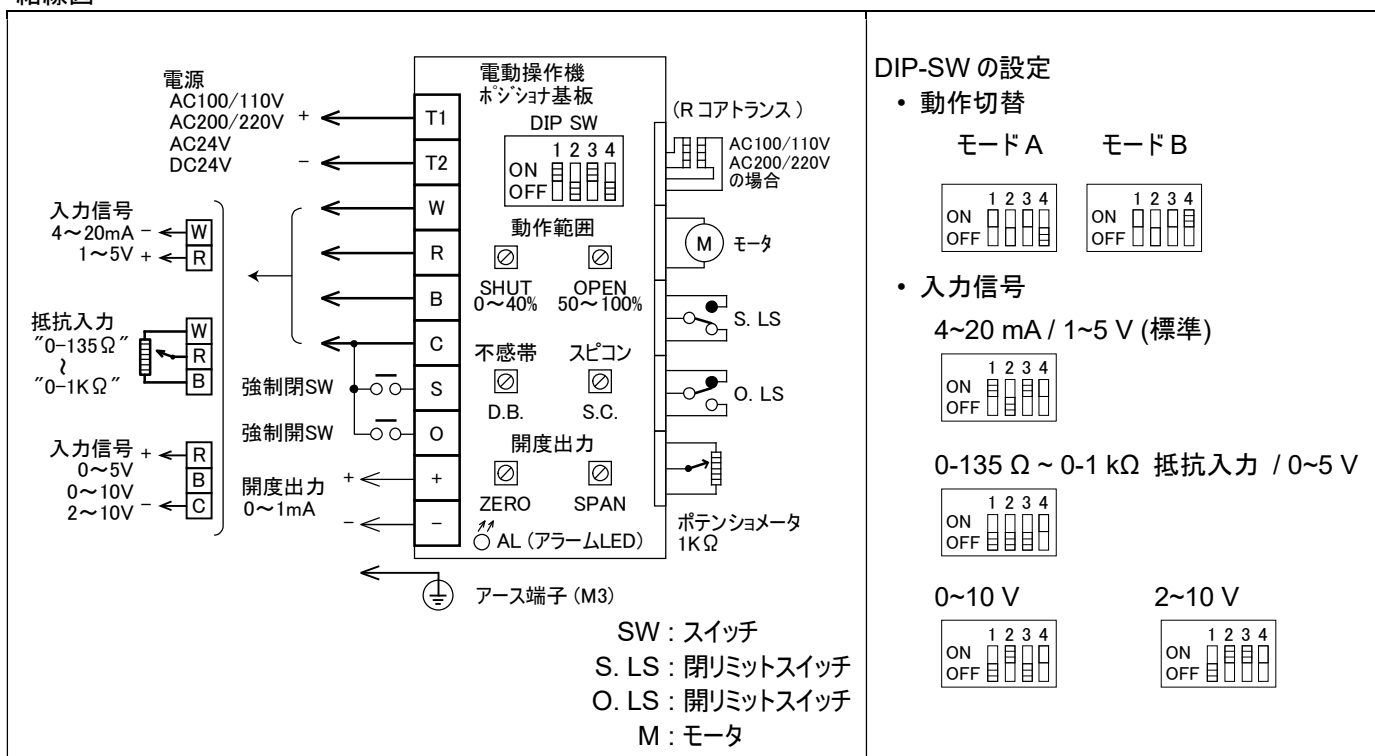 電動操作機
ポジショナ基板
DIP SW
1 2 3 4
ON
OFF
動作範囲
SHUT
0～40%
OPEN
50～100%
不感帯
スピコン
D.B.
S.C.
開度出力
ZERO
SPAN
AL (アラームLED)
T1
T2
W
R
B
C
S
O
+
−
電源
AC100/110V
AC200/220V
AC24V
DC24V
+
−
入力信号
4～20mA −
1～5V +
W
R
抵抗入力
"0-135Ω"
～
"0-1KΩ"
W
R
B
入力信号 +
0～5V
0～10V
2～10V −
R
B
C
強制閉SW
強制開SW
開度出力
0～1mA
+
−
アース端子 (M3)
(Rコアトランス)
AC100/110V
AC200/220V
の場合
M モータ
S. LS
O. LS
ポテンショメータ
1KΩ
SW : スイッチ
S. LS : 閉リミットスイッチ
O. LS : 開リミットスイッチ
M : モータ
DIP-SW の設定
• 動作切替
モード A モード B
1 2 3 4
ON
OFF
1 2 3 4
ON
OFF
• 入力信号
4~20 mA / 1~5 V (標準)
1 2 3 4
ON
OFF
0-135 Ω ~ 0-1 kΩ 抵抗入力 / 0~5 V
1 2 3 4
ON
OFF
0~10 V 2~10 V
1 2 3 4
ON
OFF
1 2 3 4
ON
OFF